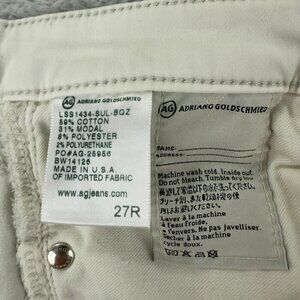 AG ADRIANO GOLDSCHMIED
LSS1434-SUL-BQZ
59% COTTON
31% MODAL
8% POLYESTER
2% POLYURETHANE
PO#AG-25956
BW14125
MADE IN U.S.A.
OF IMPORTED FABRIC
www.agjeans.com
27R
AG ADRIANO GOLDSCHMIED
NAME:
ADDRESS:
Machine wash cold. Inside out.
Do not bleach. Tumble dry low.
Laver à la machine
à l'eau froide.
l'envers. Ne pas javelliser.
Sécher à la machine
cycle doux.